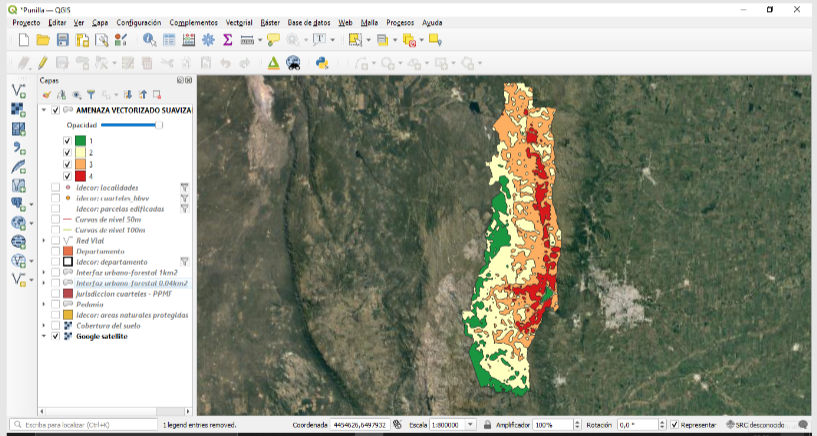 *Punilla — QGIS
Proyecto Editar Ver Capa Configuración Complementos Vectorial Ráster Base de datos Web Malla Procesos Ayuda
Capas
AMENAZA VECTORIZADO SUAVIZA
Opacidad
1
2
3
4
idecor: localidades
idecor: cuarteles_bbvv
idecor: parcelas edificadas
Curvas de nivel 50m
Curvas de nivel 100m
Red Vial
Departamento
Idecor: departamento
Interfaz urbano-forestal 1km2
Interfaz urbano forestal 0.04km2
Jurisdiccion cuarteles - PPMF
Pedanía
Idecor: areas naturales protegidas
Cobertura del suelo
Google satellite
Escriba para localizar (Ctrl+K) 1 legend entries removed. Coordenada 4454626,6497932 Escala 1:800000 Amplificador 100% Rotación 0,0 ° Representar SRC desconocido